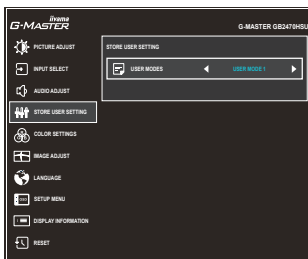 iiyama
G-MASTER
G-MASTER GB2470HSU
PICTURE ADJUST
INPUT SELECT
AUDIO ADJUST
STORE USER SETTING
COLOR SETTINGS
IMAGE ADJUST
LANGUAGE
SETUP MENU
DISPLAY INFORMATION
RESET
STORE USER SETTING
USER MODES
USER MODE 1